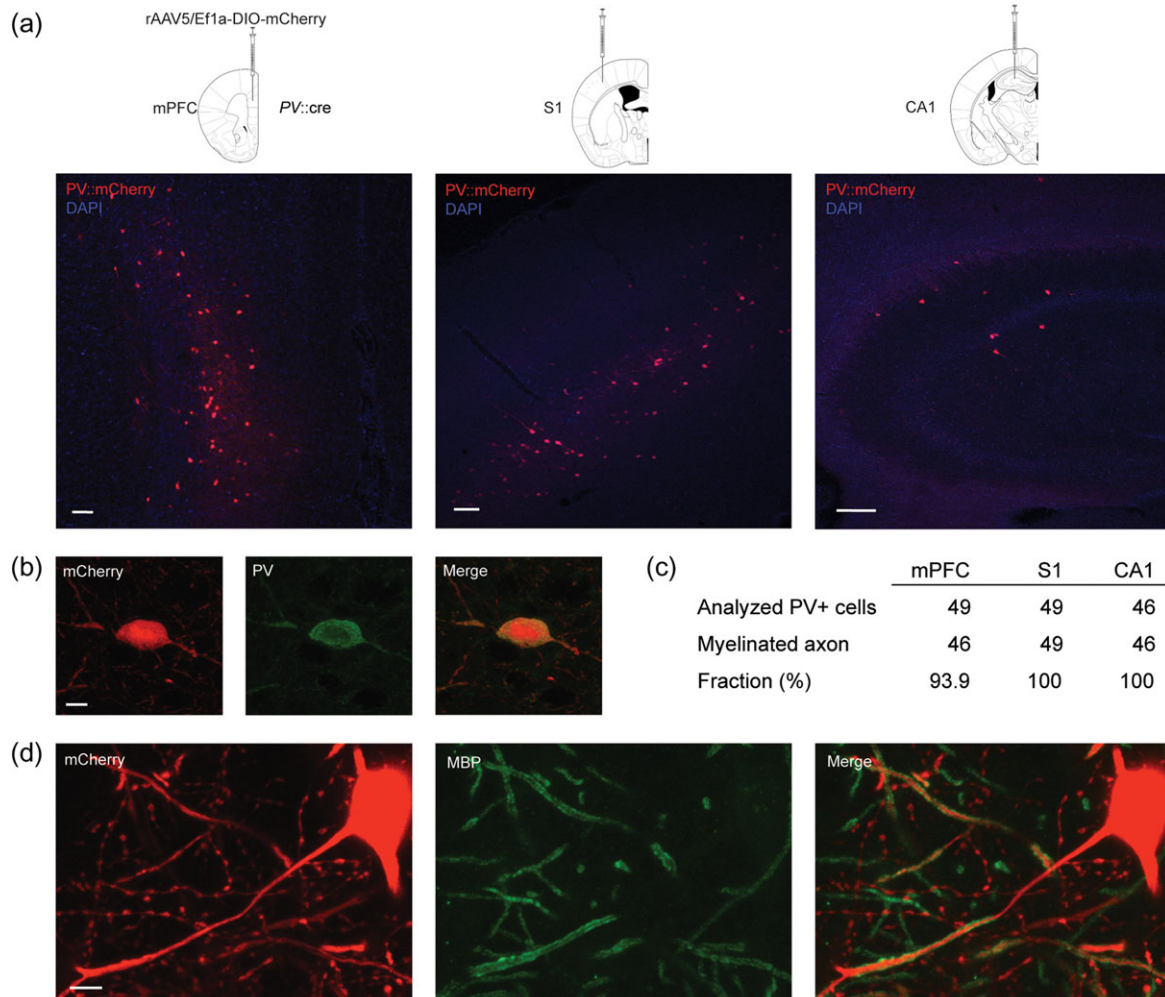 (a)
rAAV5/Ef1a-DIO-mCherry
mPFC
PV::cre
S1
CA1
PV::mCherry
DAPI
PV::mCherry
DAPI
PV::mCherry
DAPI
(b)
mCherry
PV
Merge
(c)
mPFC S1 CA1
Analyzed PV+ cells 49 49 46
Myelinated axon 46 49 46
Fraction (%) 93.9 100 100
(d)
mCherry
MBP
Merge